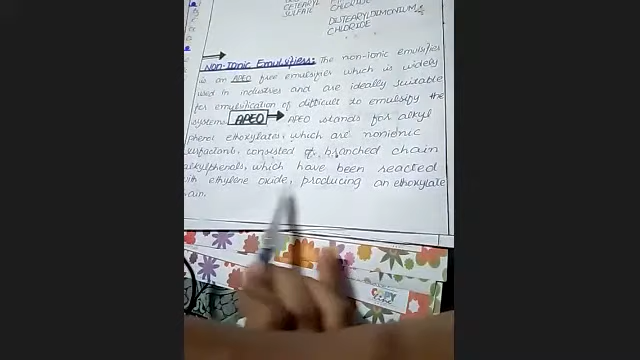 CETEARYL
SULFATE
CHLORIDE
DISTEARYLDIMONIUM
CHLORIDE
Non-Ionic Emulsifiers: The non-ionic emulsifier
is an APEO free emulsifier which is widely
used in industries and are ideally suitable
for emulsification of difficult to emulsify the
systems. APEO → APEO stands for alkyl
phenol ethoxylates, which are nonionic
surfactants, consisted of branched chain
alkylphenols, which have been reacted
with ethylene oxide, producing an ethoxylate